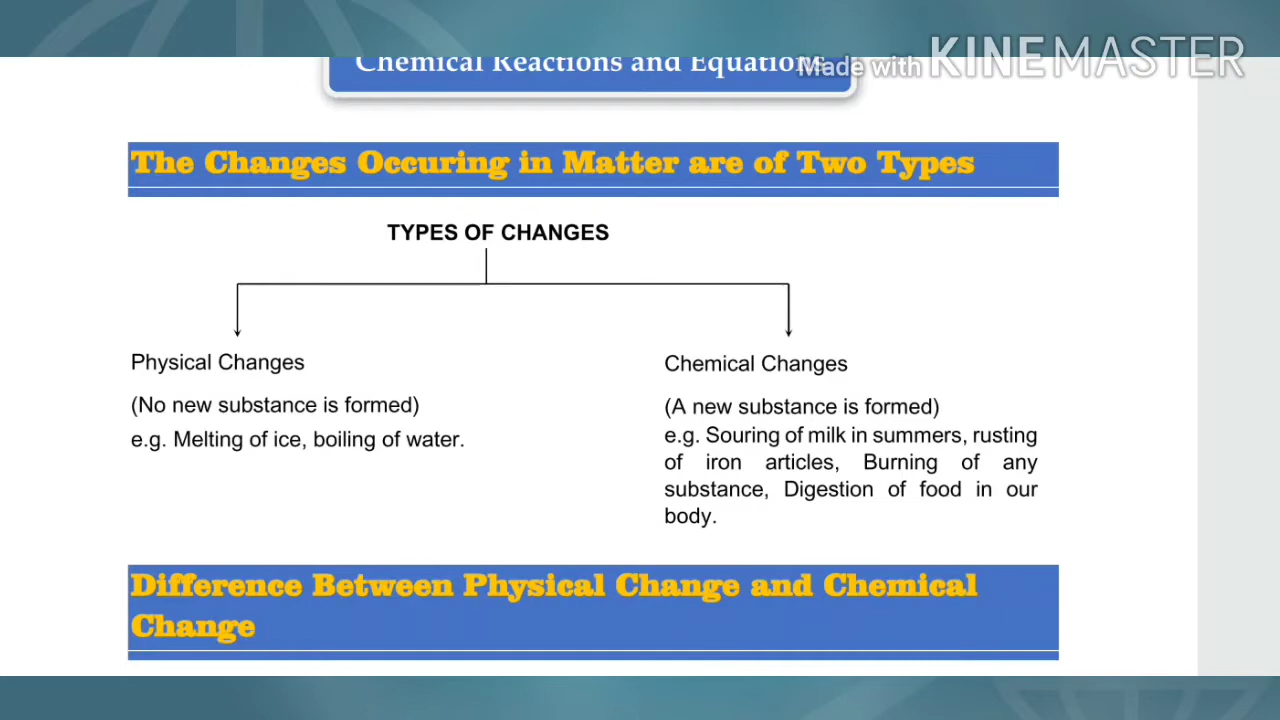 Made with KINEMASTER
Chemical Reactions and Equations
The Changes Occuring in Matter are of Two Types
TYPES OF CHANGES
Physical Changes
(No new substance is formed)
e.g. Melting of ice, boiling of water.
Chemical Changes
(A new substance is formed)
e.g. Souring of milk in summers, rusting
of iron articles, Burning of any
substance, Digestion of food in our
body.
Difference Between Physical Change and Chemical
Change